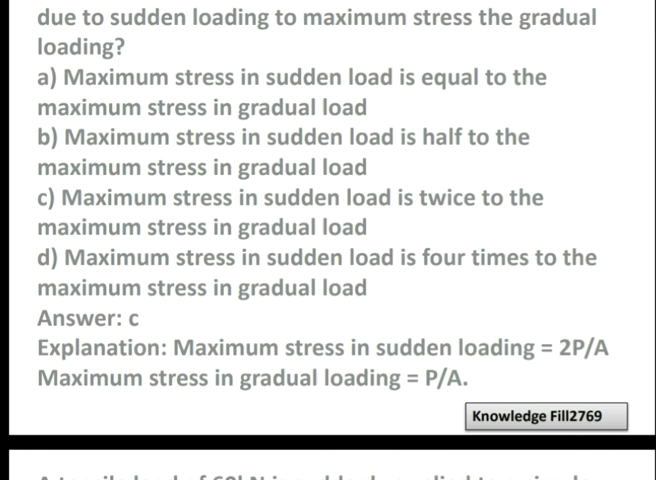 due to sudden loading to maximum stress the gradual
loading?
a) Maximum stress in sudden load is equal to the
maximum stress in gradual load
b) Maximum stress in sudden load is half to the
maximum stress in gradual load
c) Maximum stress in sudden load is twice to the
maximum stress in gradual load
d) Maximum stress in sudden load is four times to the
maximum stress in gradual load
Answer: c
Explanation: Maximum stress in sudden loading = 2P/A
Maximum stress in gradual loading = P/A.
Knowledge Fill2769